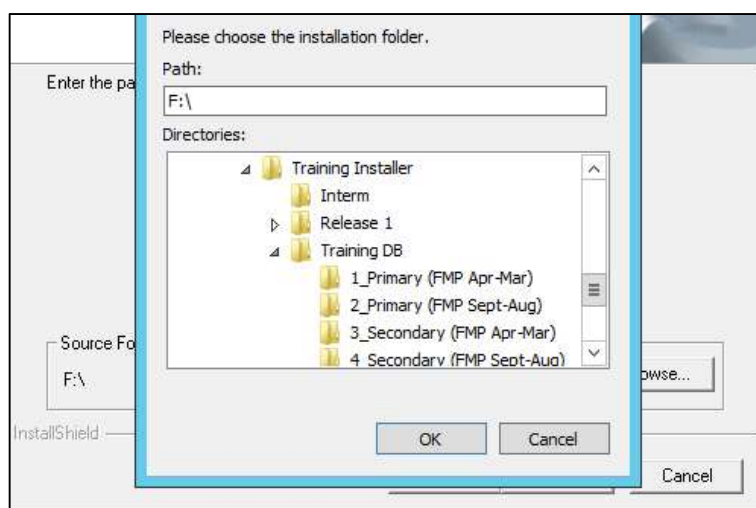 Please choose the installation folder.
Path:
Enter the pa
F:\
Directories:
Training Installer
Interm
Release 1
Training DB
1_Primary (FMP Apr-Mar)
2_Primary (FMP Sept-Aug)
3_Secondary (FMP Apr-Mar)
4_Secondary (FMP Sept-Aug)
Source Fo
F:\
owse...
InstallShield
OK
Cancel
Cancel